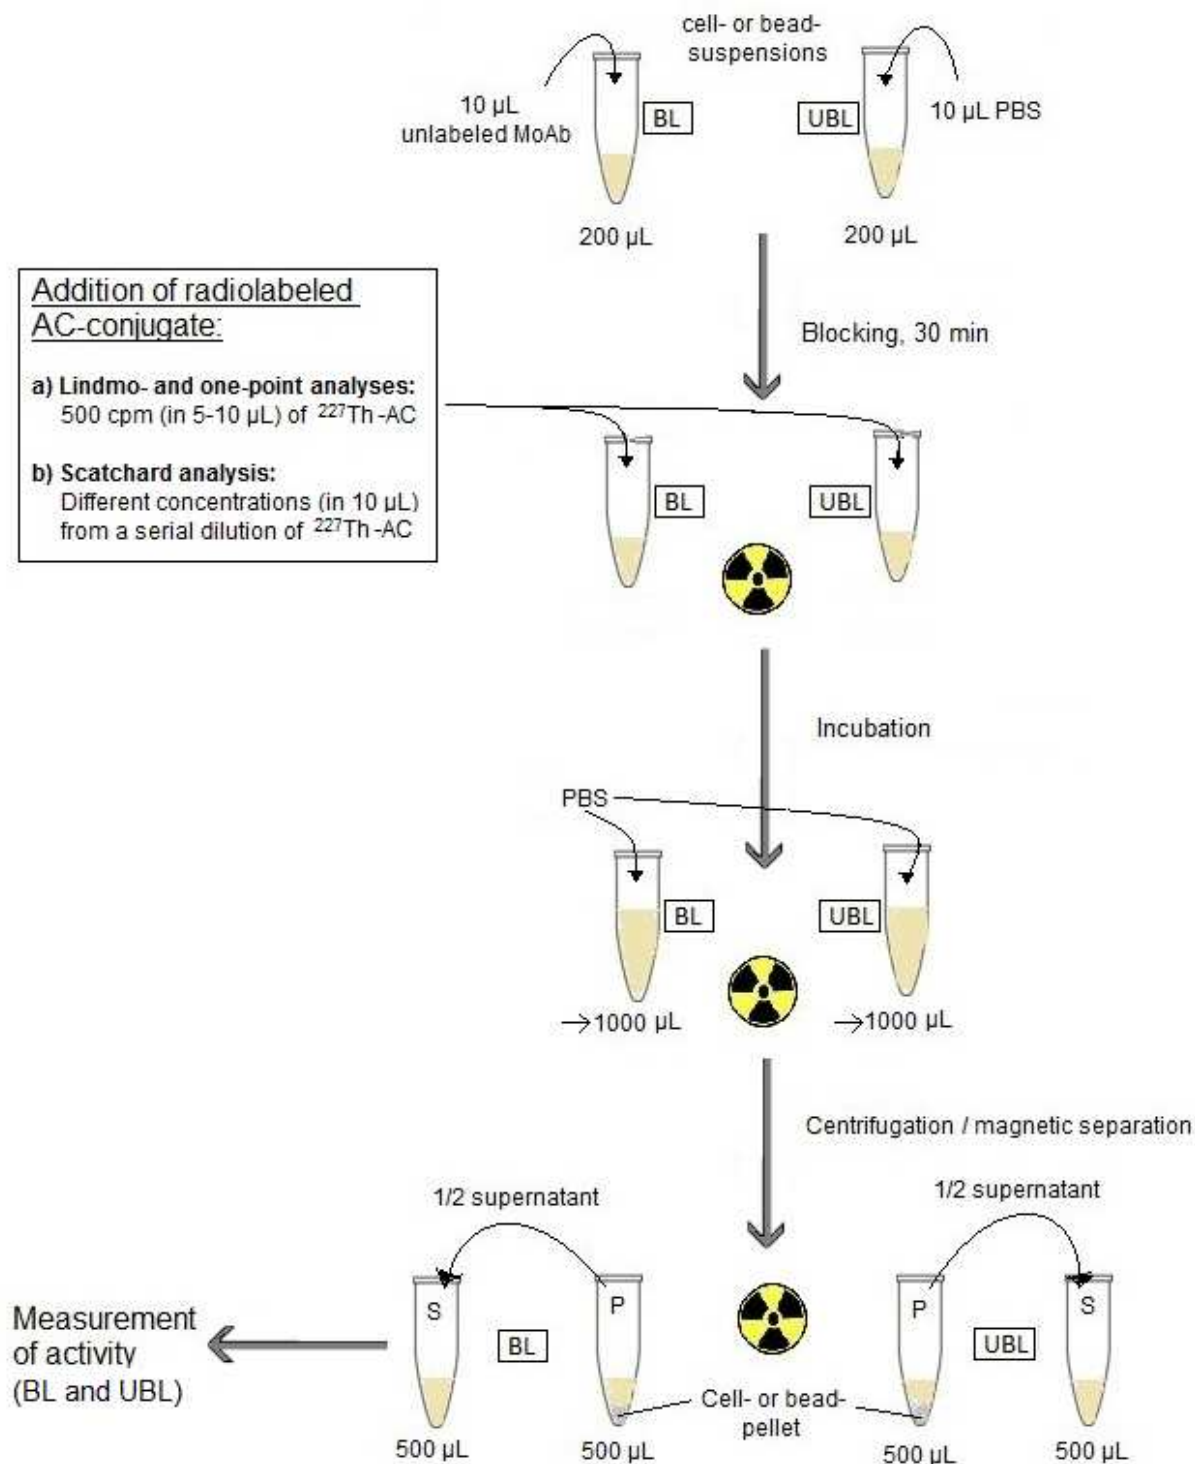 cell- or bead-
suspensions
10 µL
unlabeled MoAb
BL
UBL
10 µL PBS
200 µL
200 µL
Addition of radiolabeled
AC-conjugate:
a) Lindmo- and one-point analyses:
500 cpm (in 5-10 µL) of 227Th -AC
b) Scatchard analysis:
Different concentrations (in 10 µL)
from a serial dilution of 227Th -AC
Blocking, 30 min
BL
UBL
Incubation
PBS
BL
UBL
→1000 µL
→1000 µL
Centrifugation / magnetic separation
1/2 supernatant
1/2 supernatant
S
P
P
S
BL
UBL
Measurement
of activity
(BL and UBL)
Cell- or bead-
pellet
500 µL
500 µL
500 µL
500 µL